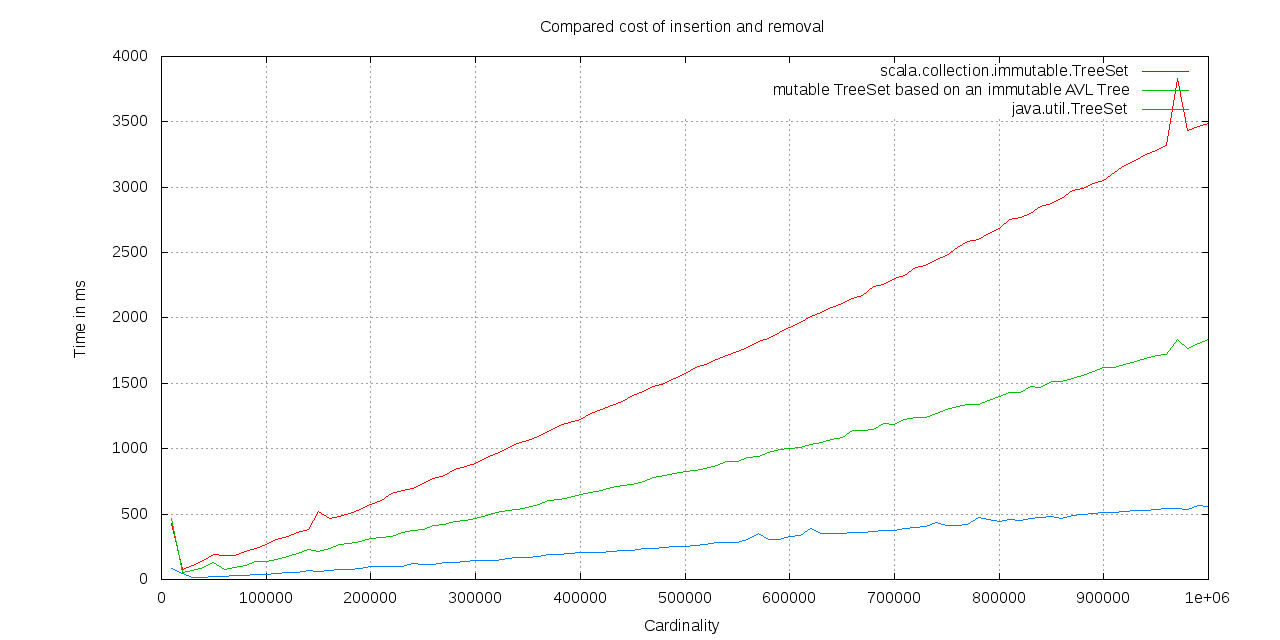 Compared cost of insertion and removal
4000
3500
3000
2500
2000
1500
1000
500
0
Time in ms
scala.collection.immutable.TreeSet
mutable TreeSet based on an immutable AVL Tree
java.util.TreeSet
0 100000 200000 300000 400000 500000 600000 700000 800000 900000 1e+06
Cardinality